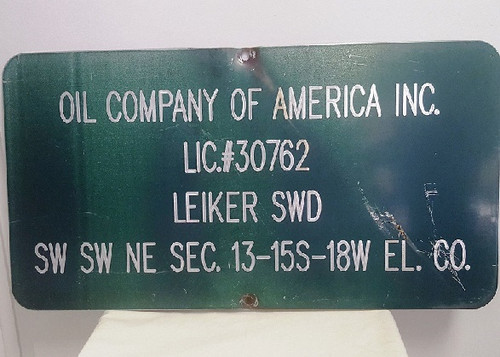 OIL COMPANY OF AMERICA INC.
LIC.#30762
LEIKER SWD
SW SW NE SEC. 13-15S-18W EL. CO.